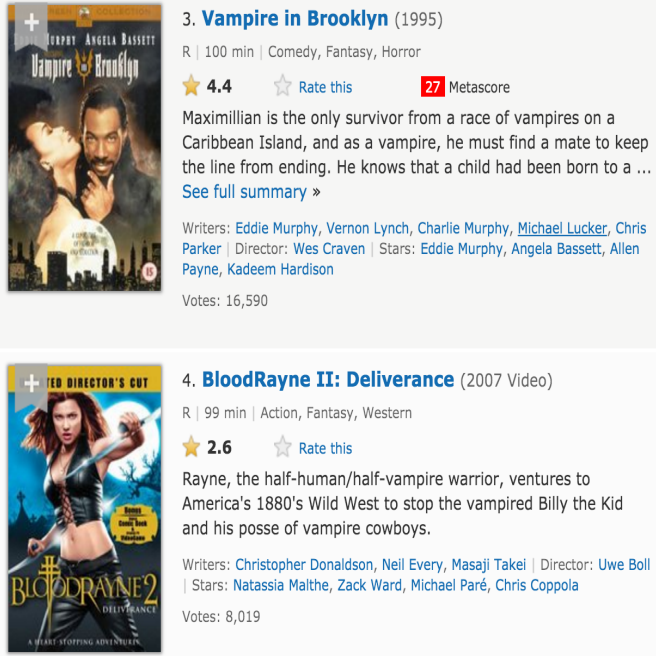 EDDIE MURPHY ANGELA BASSETT
Vampire in Brooklyn
15
3. Vampire in Brooklyn (1995)
R | 100 min | Comedy, Fantasy, Horror
4.4 Rate this 27 Metascore
Maximillian is the only survivor from a race of vampires on a
Caribbean Island, and as a vampire, he must find a mate to keep
the line from ending. He knows that a child had been born to a ...
See full summary »
Writers: Eddie Murphy, Vernon Lynch, Charlie Murphy, Michael Lucker, Chris
Parker | Director: Wes Craven | Stars: Eddie Murphy, Angela Bassett, Allen
Payne, Kadeem Hardison
Votes: 16,590
TED DIRECTOR'S CUT
Bonus
Comic Book
BLOODRAYNE 2
DELIVERANCE
A HEART-STOPPING ADVENTURE
4. BloodRayne II: Deliverance (2007 Video)
R | 99 min | Action, Fantasy, Western
2.6 Rate this
Rayne, the half-human/half-vampire warrior, ventures to
America's 1880's Wild West to stop the vampired Billy the Kid
and his posse of vampire cowboys.
Writers: Christopher Donaldson, Neil Every, Masaji Takei | Director: Uwe Boll
| Stars: Natassia Malthe, Zack Ward, Michael Paré, Chris Coppola
Votes: 8,019